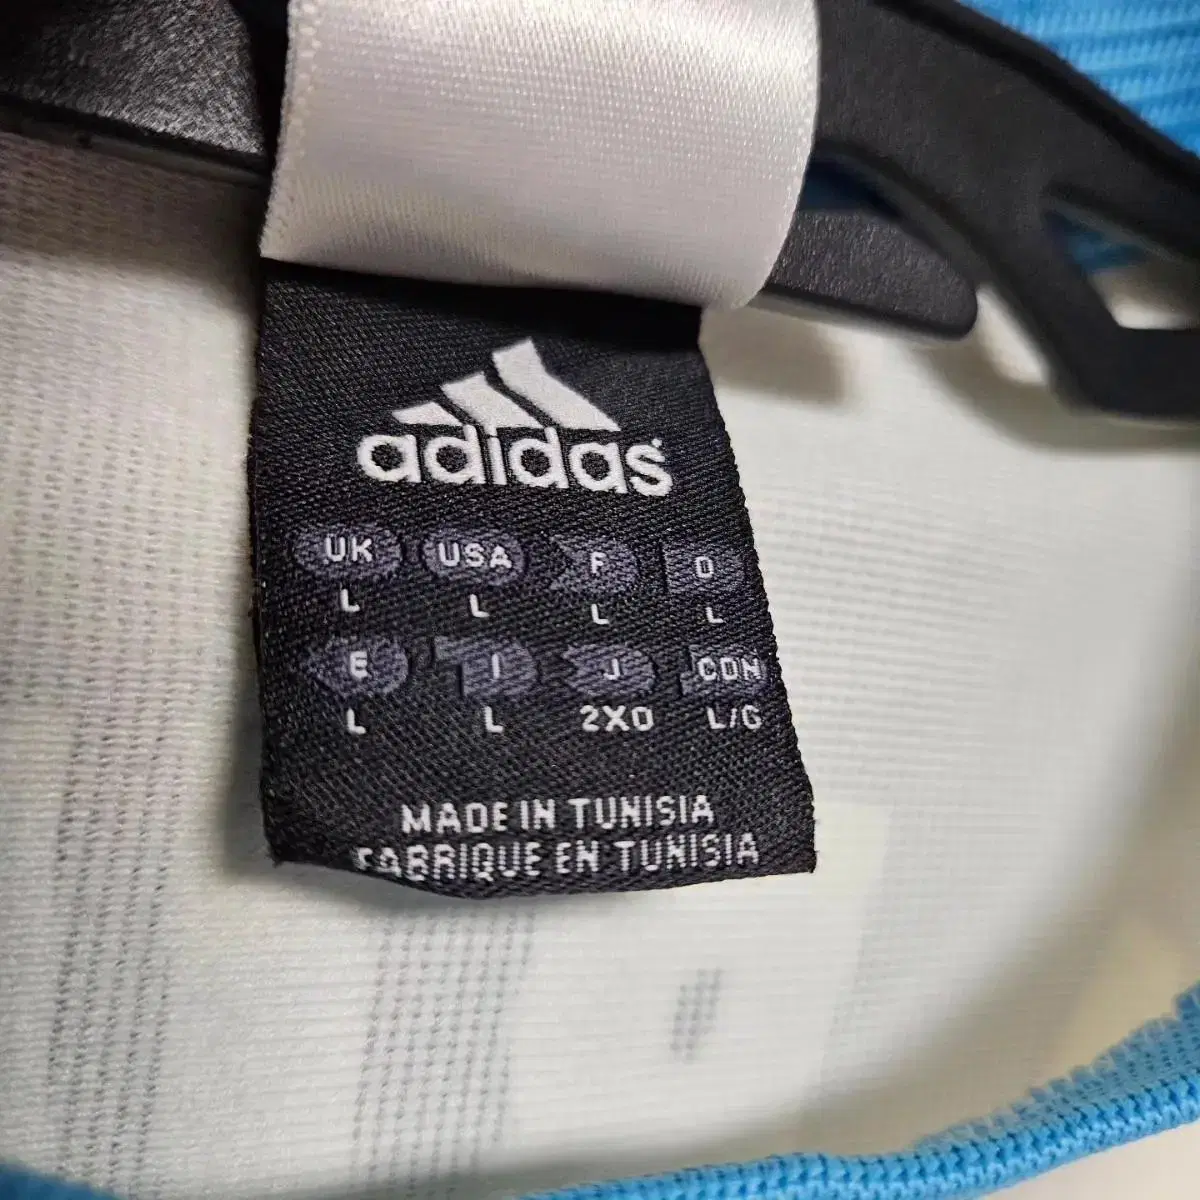 adidas
UK USA F D
L L L L
E I J CDN
L L 2XO L/G
MADE IN TUNISIA
FABRIQUE EN TUNISIA